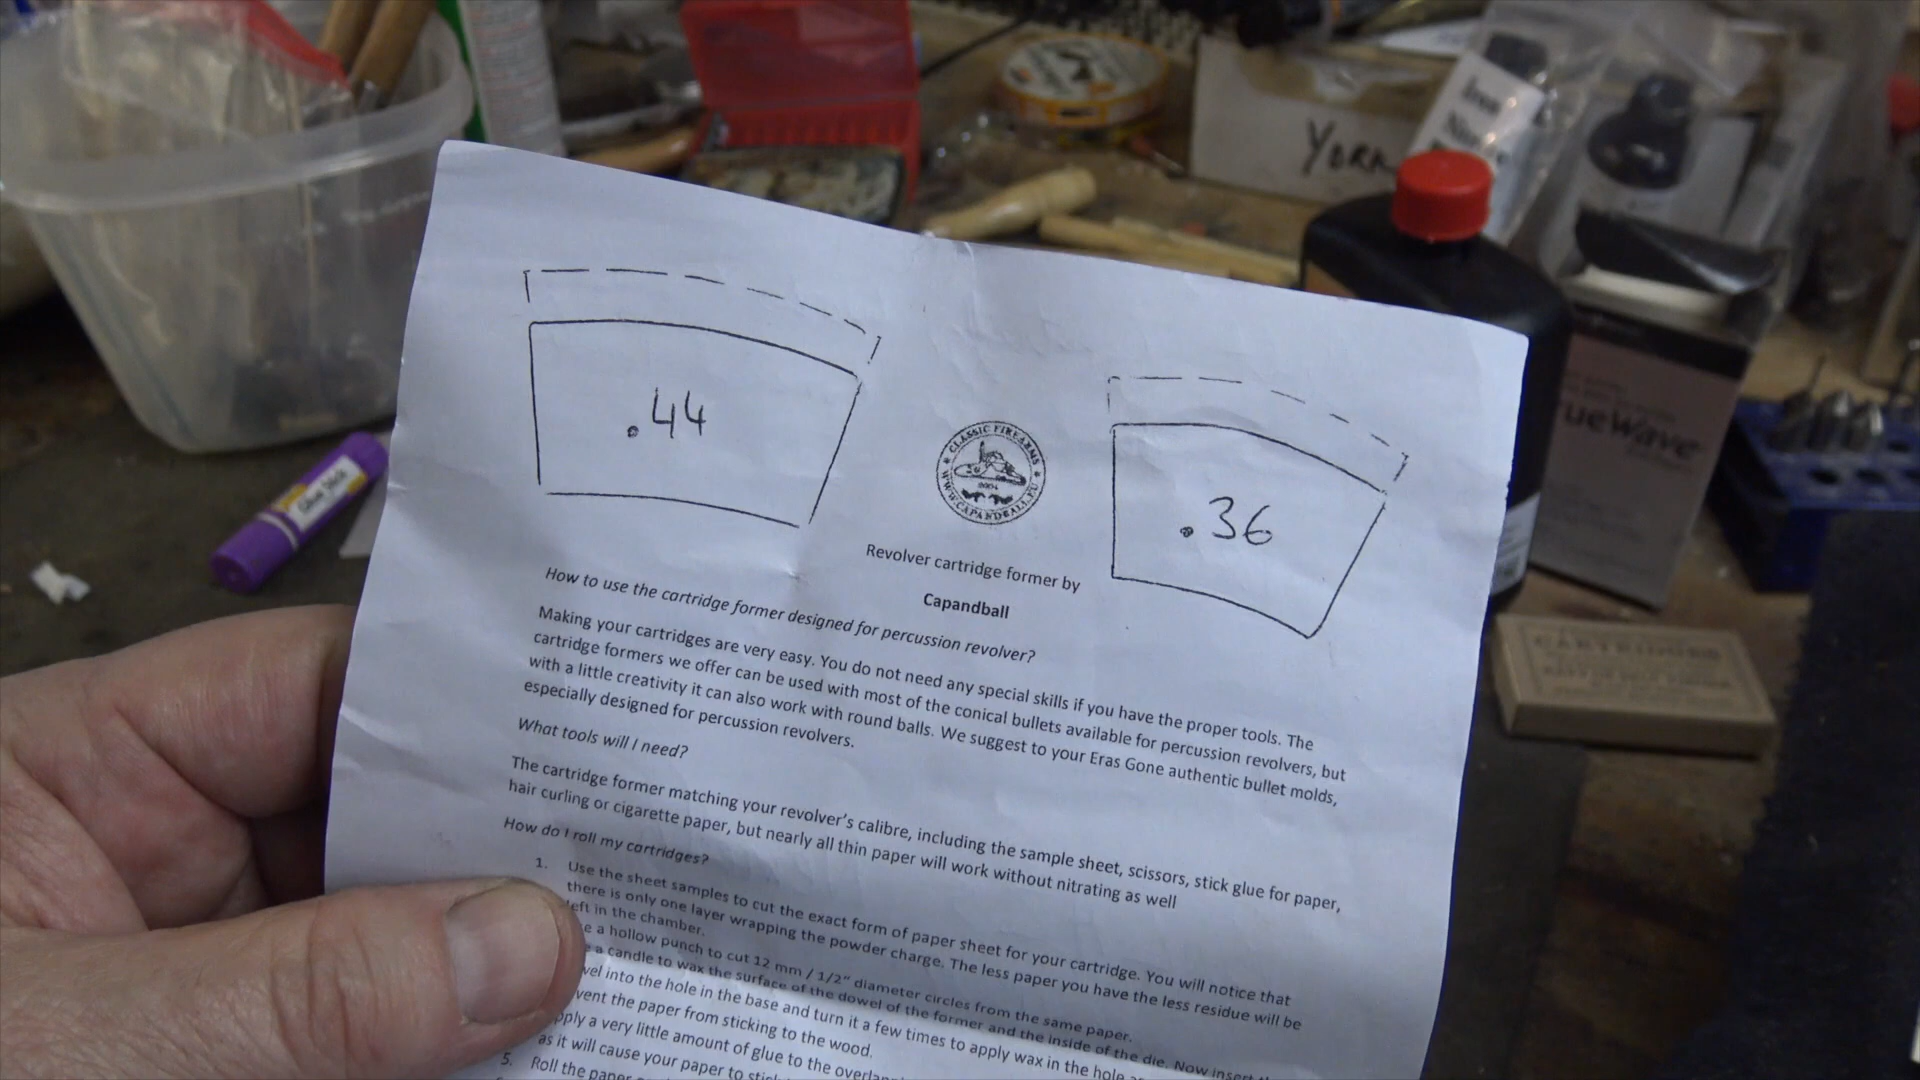 YORK
Glue Stick
.44
CLASSIC FIREARMS
WWW.CAPANDBALL.EU
.36
Revolver cartridge former by
Capandball
How to use the cartridge former designed for percussion revolver?
Making your cartridges are very easy. You do not need any special skills if you have the proper tools. The
cartridge formers we offer can be used with most of the conical bullets available for percussion revolvers, but
with a little creativity it can also work with round balls. We suggest to your Eras Gone authentic bullet molds,
especially designed for percussion revolvers.
What tools will I need?
The cartridge former matching your revolver's calibre, including the sample sheet, scissors, stick glue for paper,
hair curling or cigarette paper, but nearly all thin paper will work without nitrating as well
How do I roll my cartridges?
1. Use the sheet samples to cut the exact form of paper sheet for your cartridge. You will notice that
there is only one layer wrapping the powder charge. The less paper you have the less residue will be
left in the chamber.
a hollow punch to cut 12 mm / 1/2" diameter circles from the same paper.
a candle to wax the surface of the dowel of the former and the inside of the die. Now insert
into the hole in the base and turn it a few times to apply wax in the hole
the paper from sticking to the wood.
a very little amount of glue to the
as it will cause your paper to
5. Roll the paper
CARTRIDGES